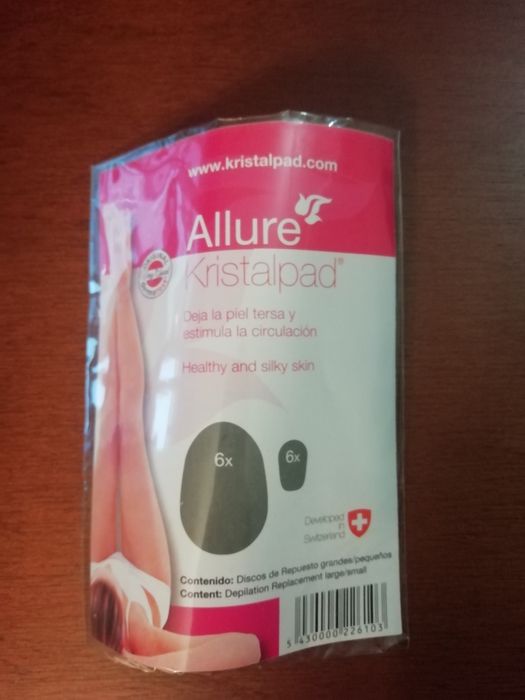 www.kristalpad.com
Allure
Kristalpad®
Deja la piel tersa y
estimula la circulación
Healthy and silky skin
6x
6x
Developed
in
Switzerland
Contenido: Discos de Repuesto grandes/pequeños
Content: Depilation Replacement large/small
5 430000 226103